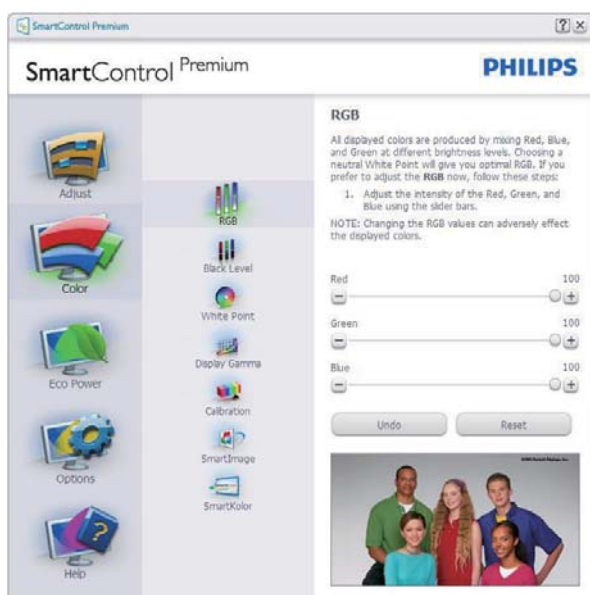 SmartControl Premium
SmartControl Premium
PHILIPS
Adjust
Color
Eco Power
Options
Help
RGB
Black Level
White Point
Display Gamma
Calibration
SmartImage
SmartKolor
RGB
All displayed colors are produced by mixing Red, Blue,
and Green at different brightness levels. Choosing a
neutral White Point will give you optimal RGB. If you
prefer to adjust the RGB now, follow these steps:
1. Adjust the intensity of the Red, Green, and
Blue using the slider bars.
NOTE: Changing the RGB values can adversely effect
the displayed colors.
Red 100
Green 100
Blue 100
Undo Reset